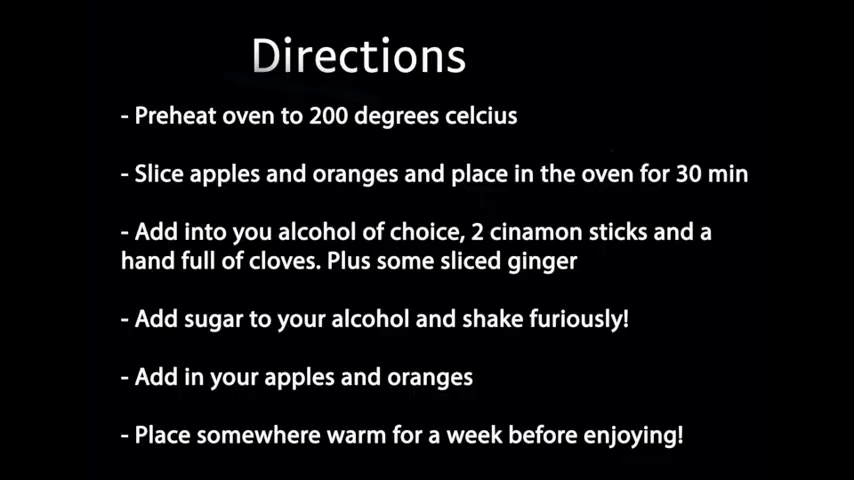 Directions
- Preheat oven to 200 degrees celcius
- Slice apples and oranges and place in the oven for 30 min
- Add into you alcohol of choice, 2 cinamon sticks and a
hand full of cloves. Plus some sliced ginger
- Add sugar to your alcohol and shake furiously!
- Add in your apples and oranges
- Place somewhere warm for a week before enjoying!